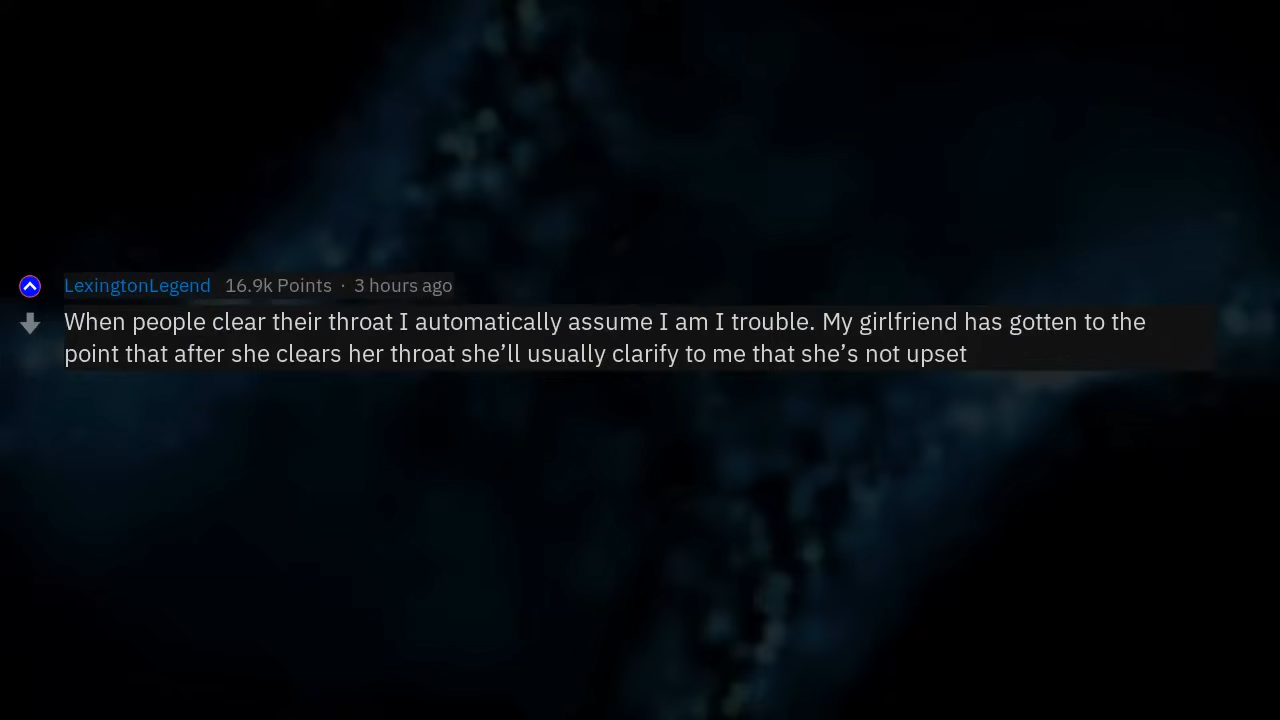 LexingtonLegend 16.9k Points · 3 hours ago
When people clear their throat I automatically assume I am I trouble. My girlfriend has gotten to the
point that after she clears her throat she’ll usually clarify to me that she’s not upset